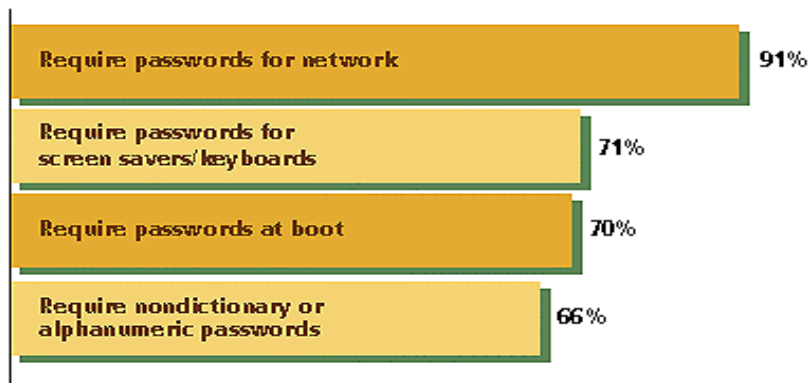 Require passwords for network
91%
Require passwords for
screen savers/keyboards
71%
Require passwords at boot
70%
Require nondictionary or
alphanumeric passwords
66%